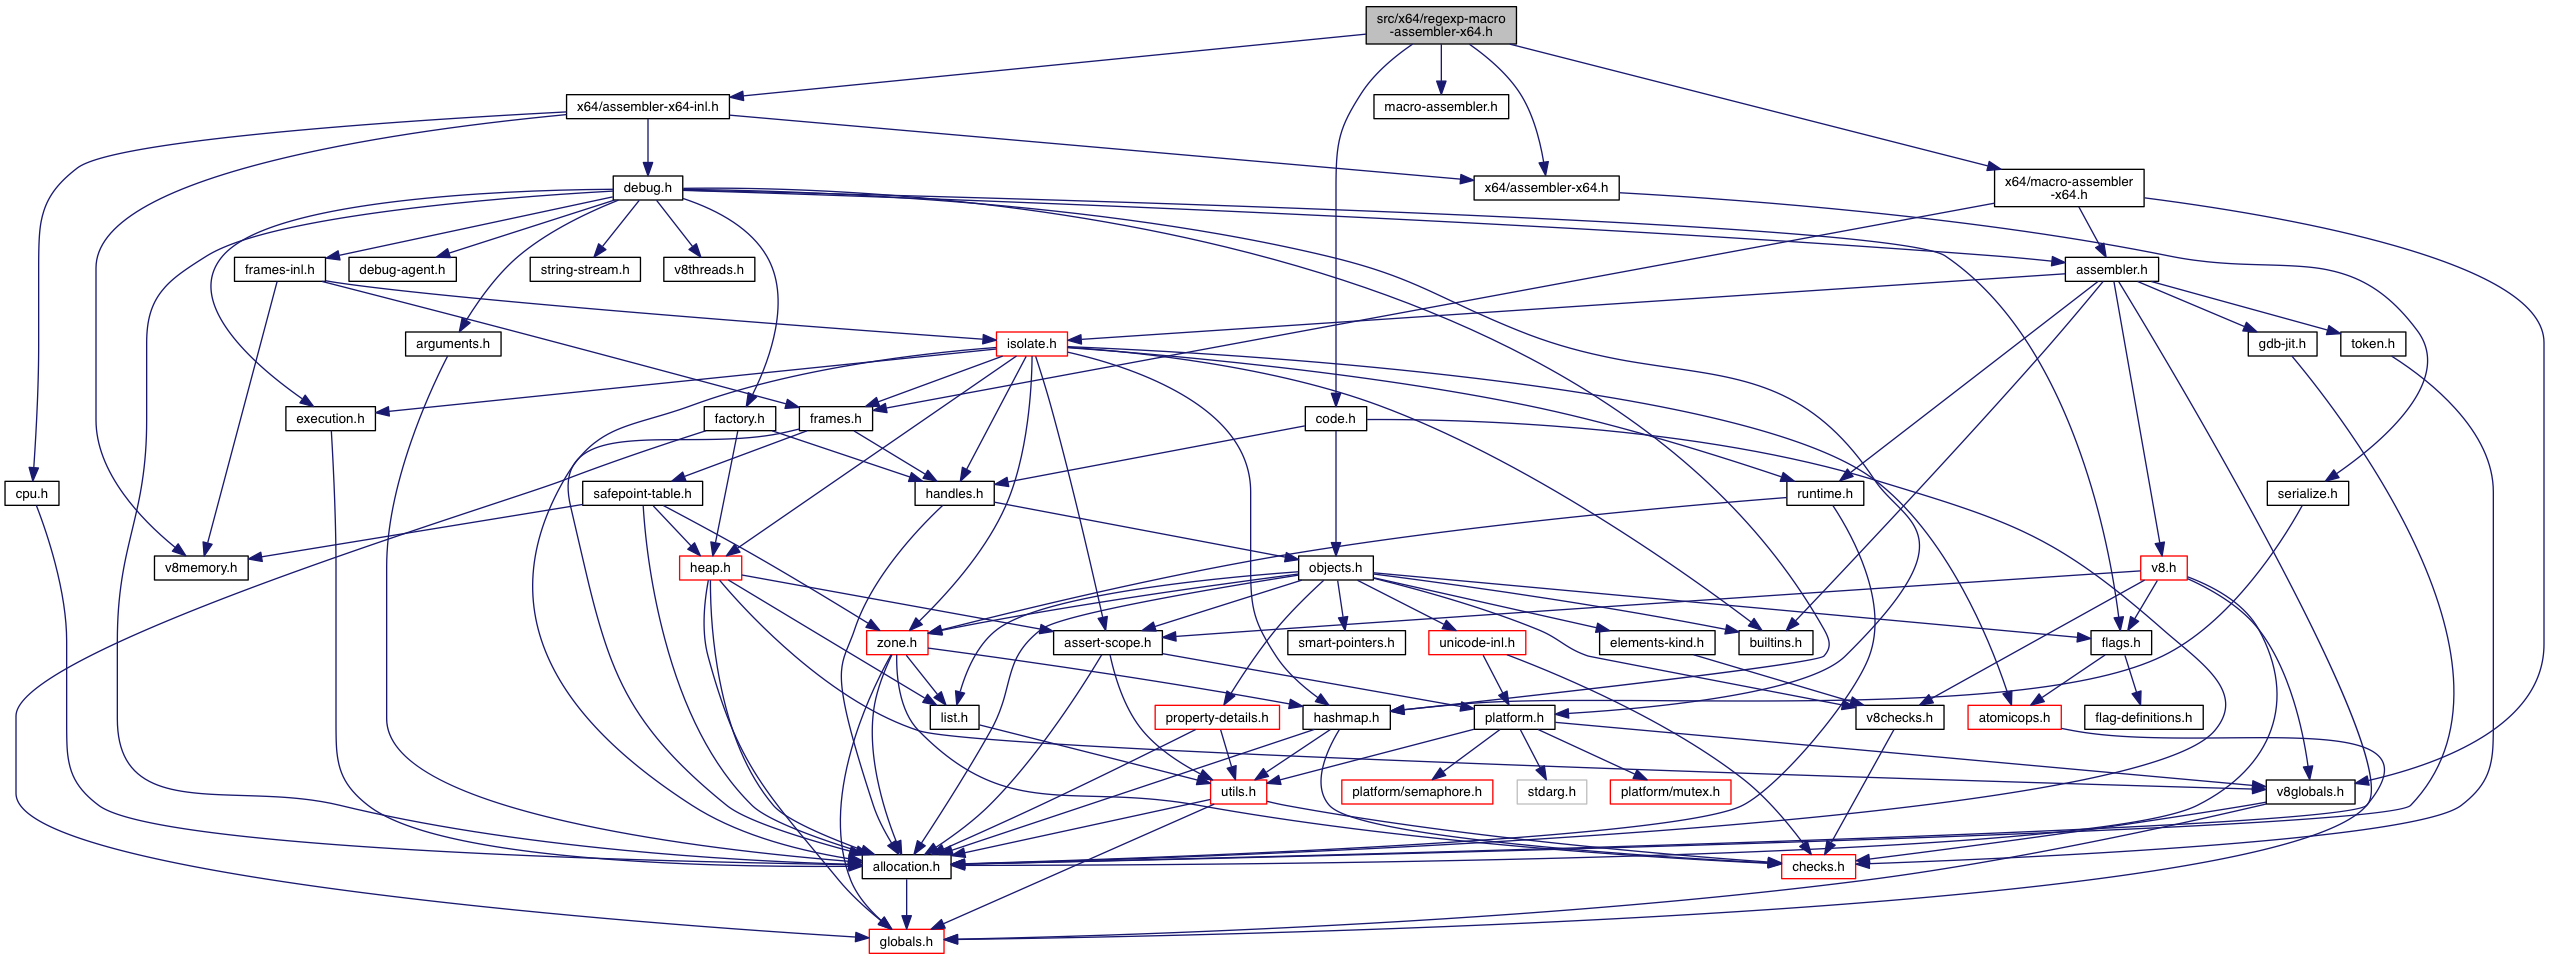 src/x64/regexp-macro
-assembler-x64.h
x64/assembler-x64-inl.h
macro-assembler.h
debug.h
x64/assembler-x64.h
x64/macro-assembler
-x64.h
frames-inl.h
debug-agent.h
string-stream.h
v8threads.h
assembler.h
arguments.h
isolate.h
gdb-jit.h
token.h
execution.h
factory.h
frames.h
code.h
cpu.h
safepoint-table.h
handles.h
runtime.h
serialize.h
v8memory.h
heap.h
objects.h
v8.h
zone.h
assert-scope.h
smart-pointers.h
unicode-inl.h
elements-kind.h
builtins.h
flags.h
list.h
property-details.h
hashmap.h
platform.h
v8checks.h
atomicops.h
flag-definitions.h
utils.h
platform/semaphore.h
stdarg.h
platform/mutex.h
v8globals.h
allocation.h
checks.h
globals.h